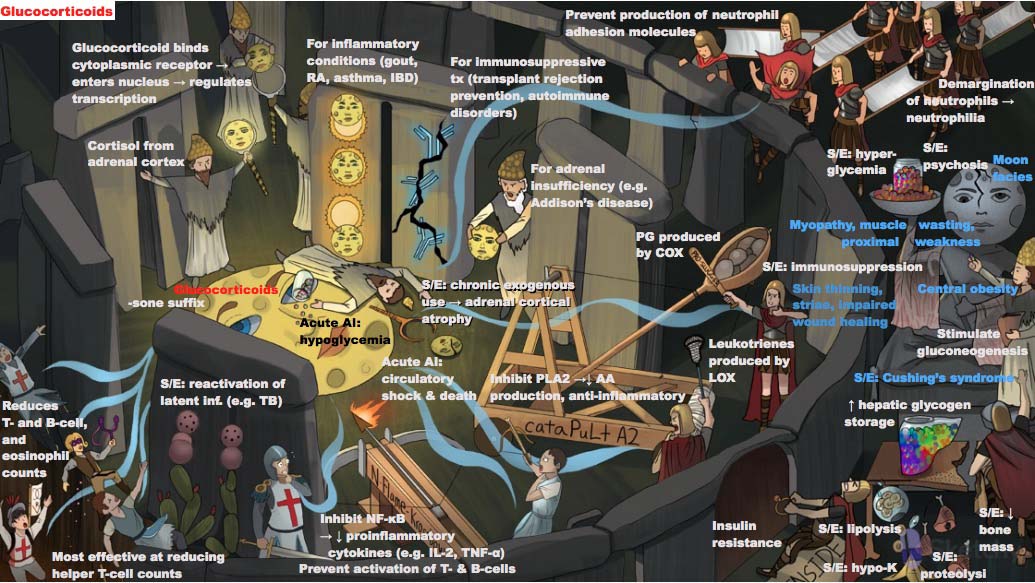 Glucocorticoids
Glucocorticoid binds
cytoplasmic receptor →
enters nucleus → regulates
transcription
Cortisol from
adrenal cortex
For inflammatory
conditions (gout,
RA, asthma, IBD)
For immunosuppressive
tx (transplant rejection
prevention, autoimmune
disorders)
Prevent production of neutrophil
adhesion molecules
Demargination
of neutrophils →
neutrophilia
For adrenal
insufficiency (e.g.
Addison's disease)
S/E: hyper-
glycemia
S/E:
psychosis
Moon
facies
Myopathy, muscle wasting,
proximal weakness
PG produced
by COX
S/E: immunosuppression
Skin thinning,
striae, impaired
wound healing
Central obesity
Glucocorticoids
-sone suffix
S/E: chronic exogenous
use → adrenal cortical
atrophy
Acute AI:
hypoglycemia
Acute AI:
circulatory
shock & death
Inhibit PLA2 →↓ AA
production, anti-inflammatory
Leukotrienes
produced by
LOX
Stimulate
gluconeogenesis
S/E: Cushing's syndrome
↑ hepatic glycogen
storage
S/E: reactivation of
latent inf. (e.g. TB)
Reduces
T- and B-cell,
and
eosinophil
counts
cataPuLt A2
Inhibit NF-κB
→ ↓ proinflammatory
cytokines (e.g. IL-2, TNF-α)
Prevent activation of T- & B-cells
Most effective at reducing
helper T-cell counts
Insulin
resistance
S/E: lipolysis
S/E: hypo-K
S/E:
proteolysi
S/E: ↓
bone
mass